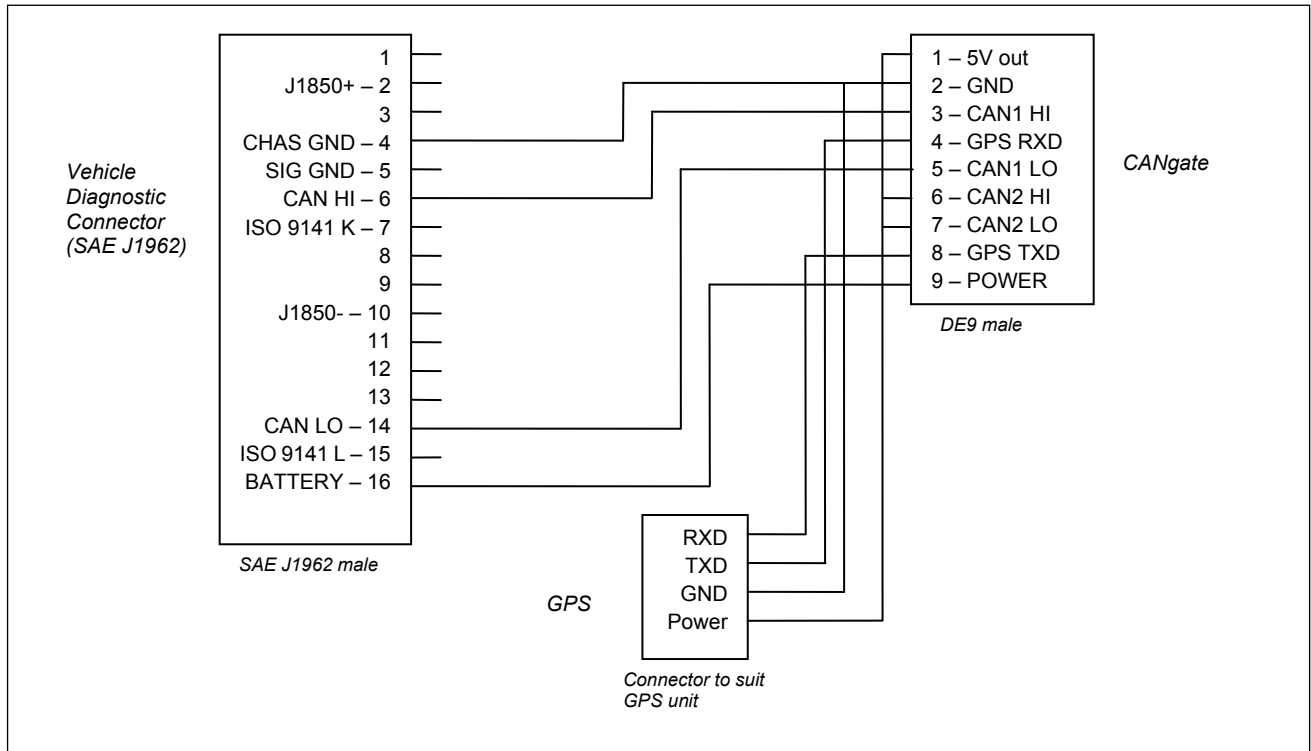 Vehicle
Diagnostic
Connector
(SAE J1962)
1
J1850+ – 2
3
CHAS GND – 4
SIG GND – 5
CAN HI – 6
ISO 9141 K – 7
8
9
J1850- – 10
11
12
13
CAN LO – 14
ISO 9141 L – 15
BATTERY – 16
SAE J1962 male
1 – 5V out
2 – GND
3 – CAN1 HI
4 – GPS RXD
5 – CAN1 LO
6 – CAN2 HI
7 – CAN2 LO
8 – GPS TXD
9 – POWER
CANgate
DE9 male
GPS
RXD
TXD
GND
Power
Connector to suit
GPS unit